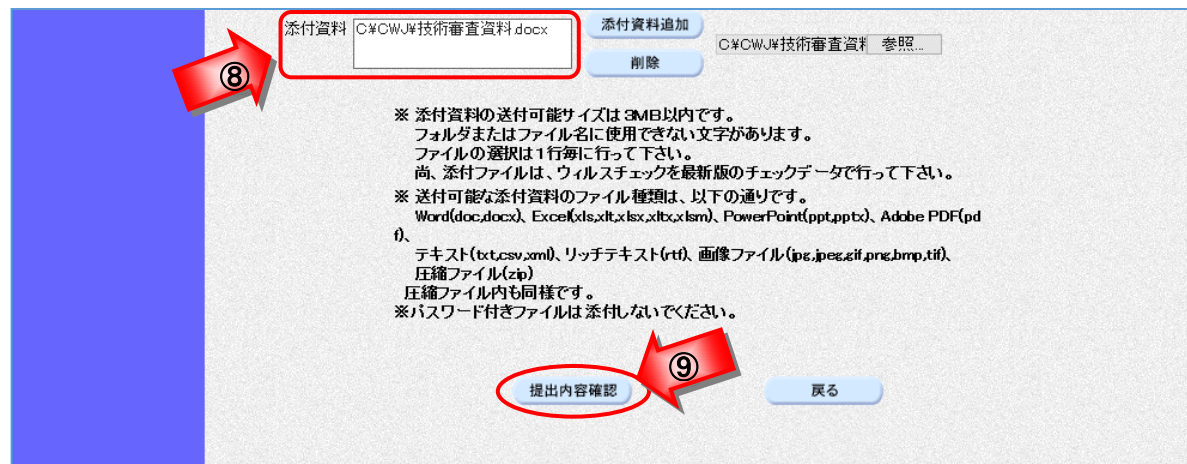 添付資料 C¥CWJ¥技術審査資料.docx 添付資料追加
C¥CWJ¥技術審査資 参照...
⑧ 削除
※ 添付資料の送付可能サイズは3MB以内です。
フォルダまたはファイル名に使用できない文字があります。
ファイルの選択は1行毎に行って下さい。
尚、添付ファイルは、ウィルスチェックを最新版のチェックデータで行って下さい。
※ 送付可能な添付資料のファイル種類は、以下の通りです。
Word(doc,docx)、Excel(xls,xlt,xlsx,xltx,xlsm)、PowerPoint(ppt,pptx)、Adobe PDF(pd
f)、
テキスト(txt,csv,xml)、リッチテキスト(rtf)、画像ファイル(jpg,jpeg,gif,png,bmp,tif)、
圧縮ファイル(zip)
圧縮ファイル内も同様です。
※パスワード付きファイルは添付しないでください。
⑨
提出内容確認 戻る